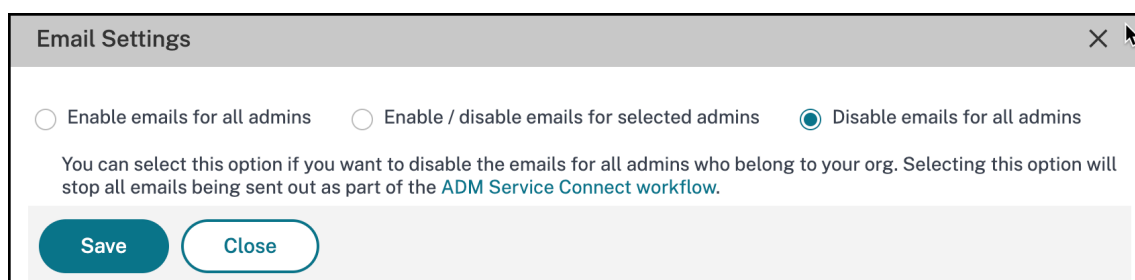 Email Settings
Enable emails for all admins Enable / disable emails for selected admins Disable emails for all admins
You can select this option if you want to disable the emails for all admins who belong to your org. Selecting this option will
stop all emails being sent out as part of the ADM Service Connect workflow.
Save Close